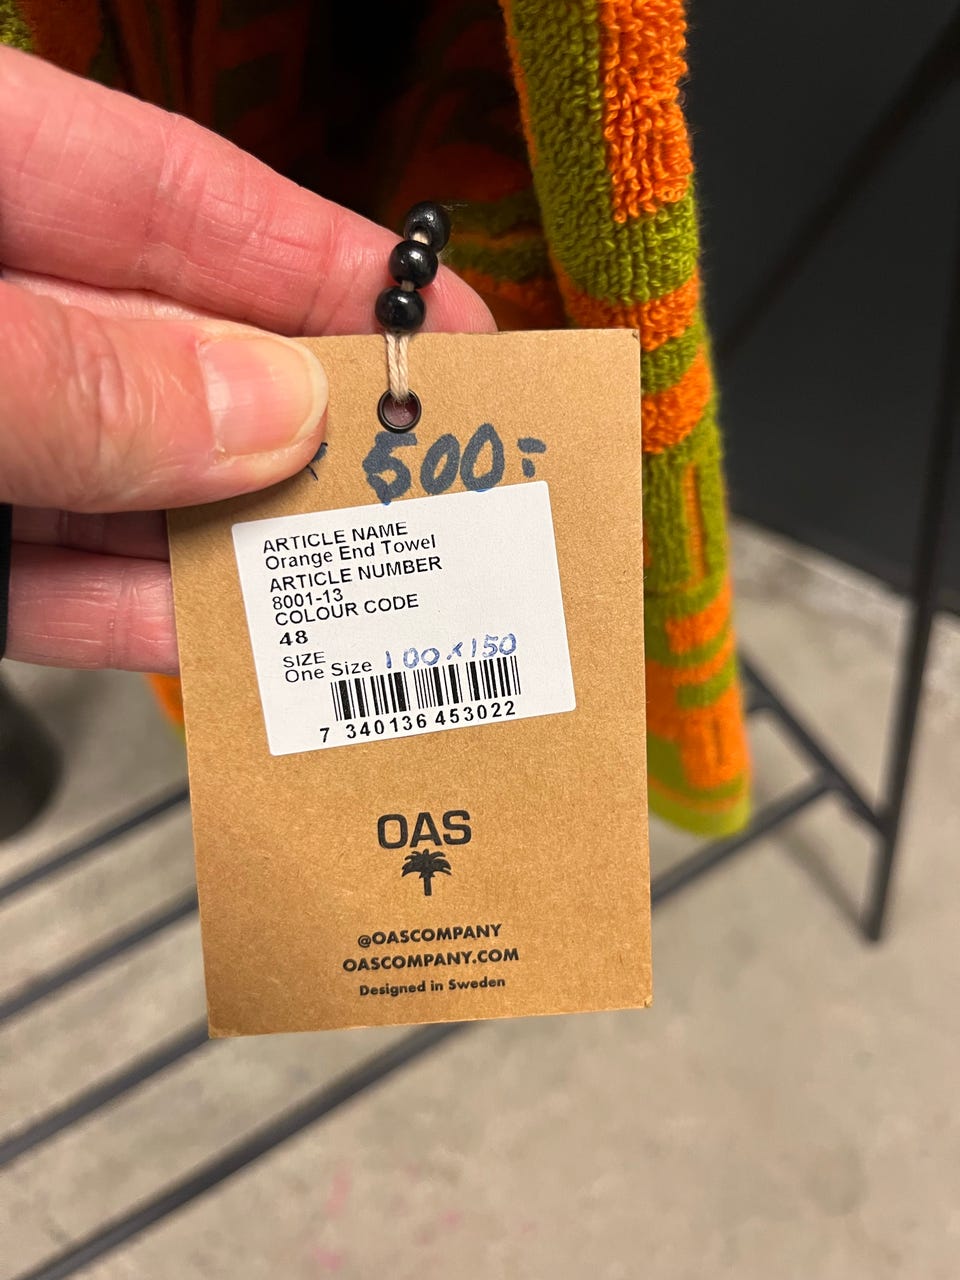 500:-
ARTICLE NAME
Orange End Towel
ARTICLE NUMBER
8001-13
COLOUR CODE
48
SIZE
One Size 100x150
7 340136 453022
OAS
@OASCOMPANY
OASCOMPANY.COM
Designed in Sweden